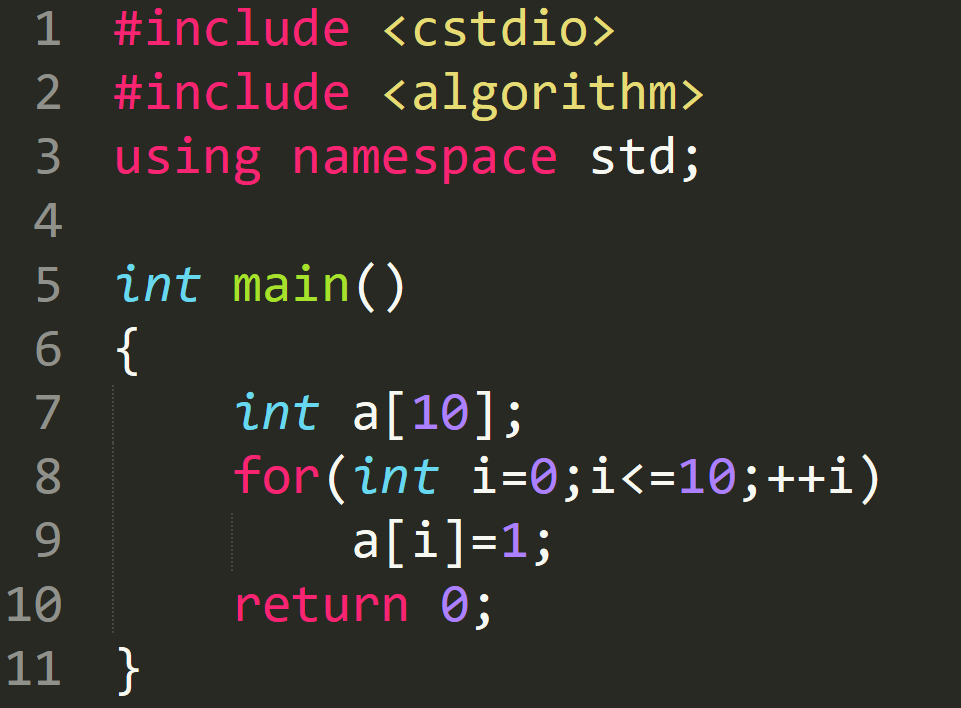 1 #include <cstdio>
2 #include <algorithm>
3 using namespace std;
4
5 int main()
6 {
7     int a[10];
8     for(int i=0;i<=10;++i)
9         a[i]=1;
10     return 0;
11 }